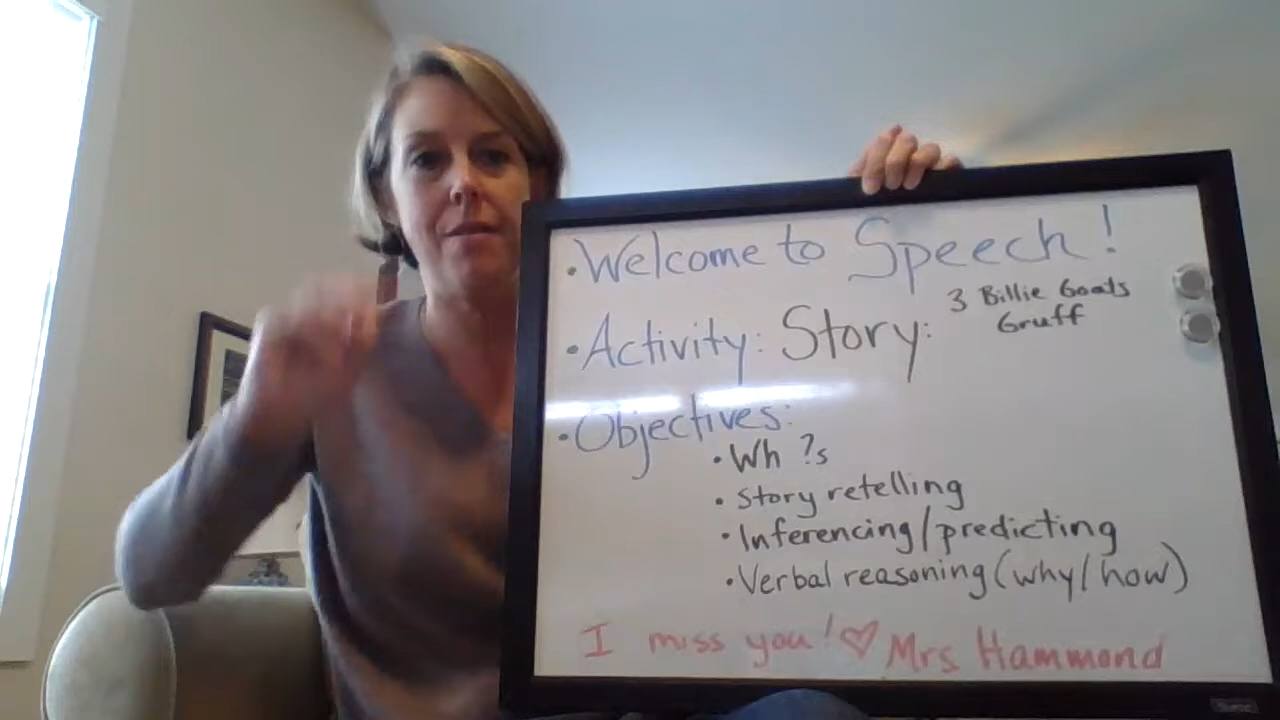 • Welcome to Speech!
• Activity: Story: 3 Billie Goats
Gruff
• Objectives:
• Wh ?s
• Story retelling
• Inferencing/predicting
• Verbal reasoning (why/how)
I miss you! ♡ Mrs Hammond